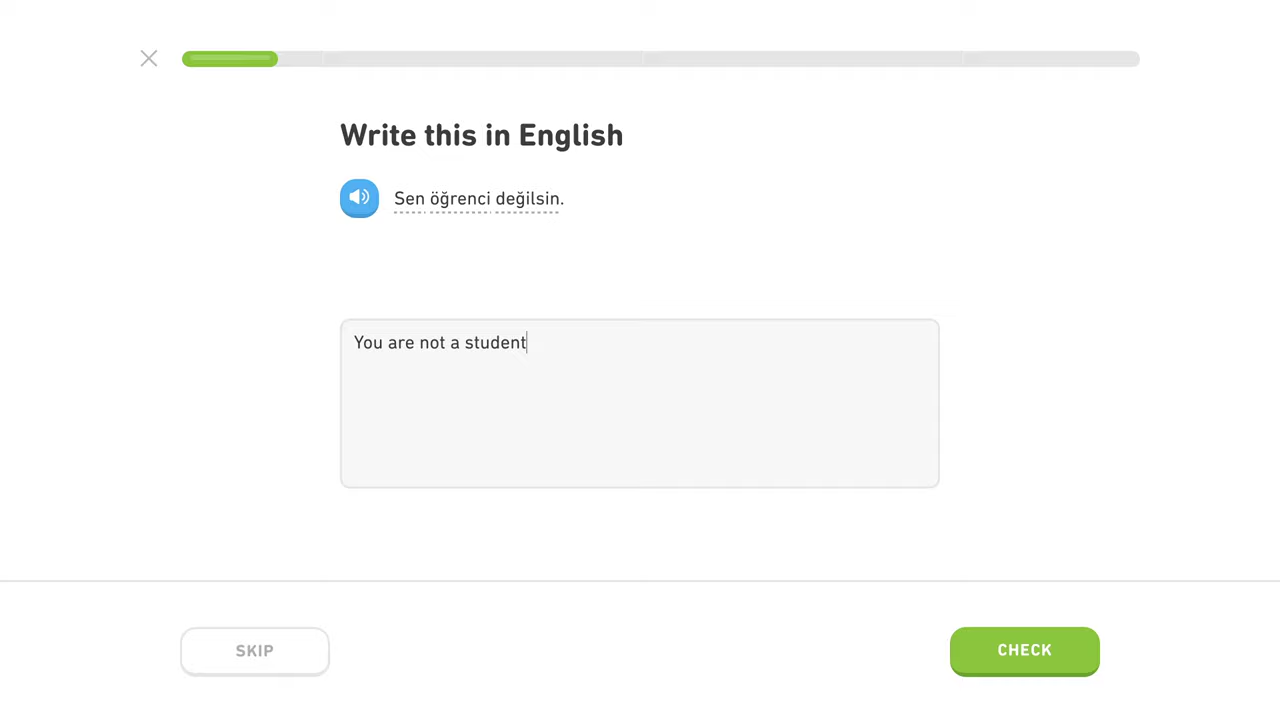 Write this in English
Sen öğrenci değilsin.
You are not a student
SKIP
CHECK